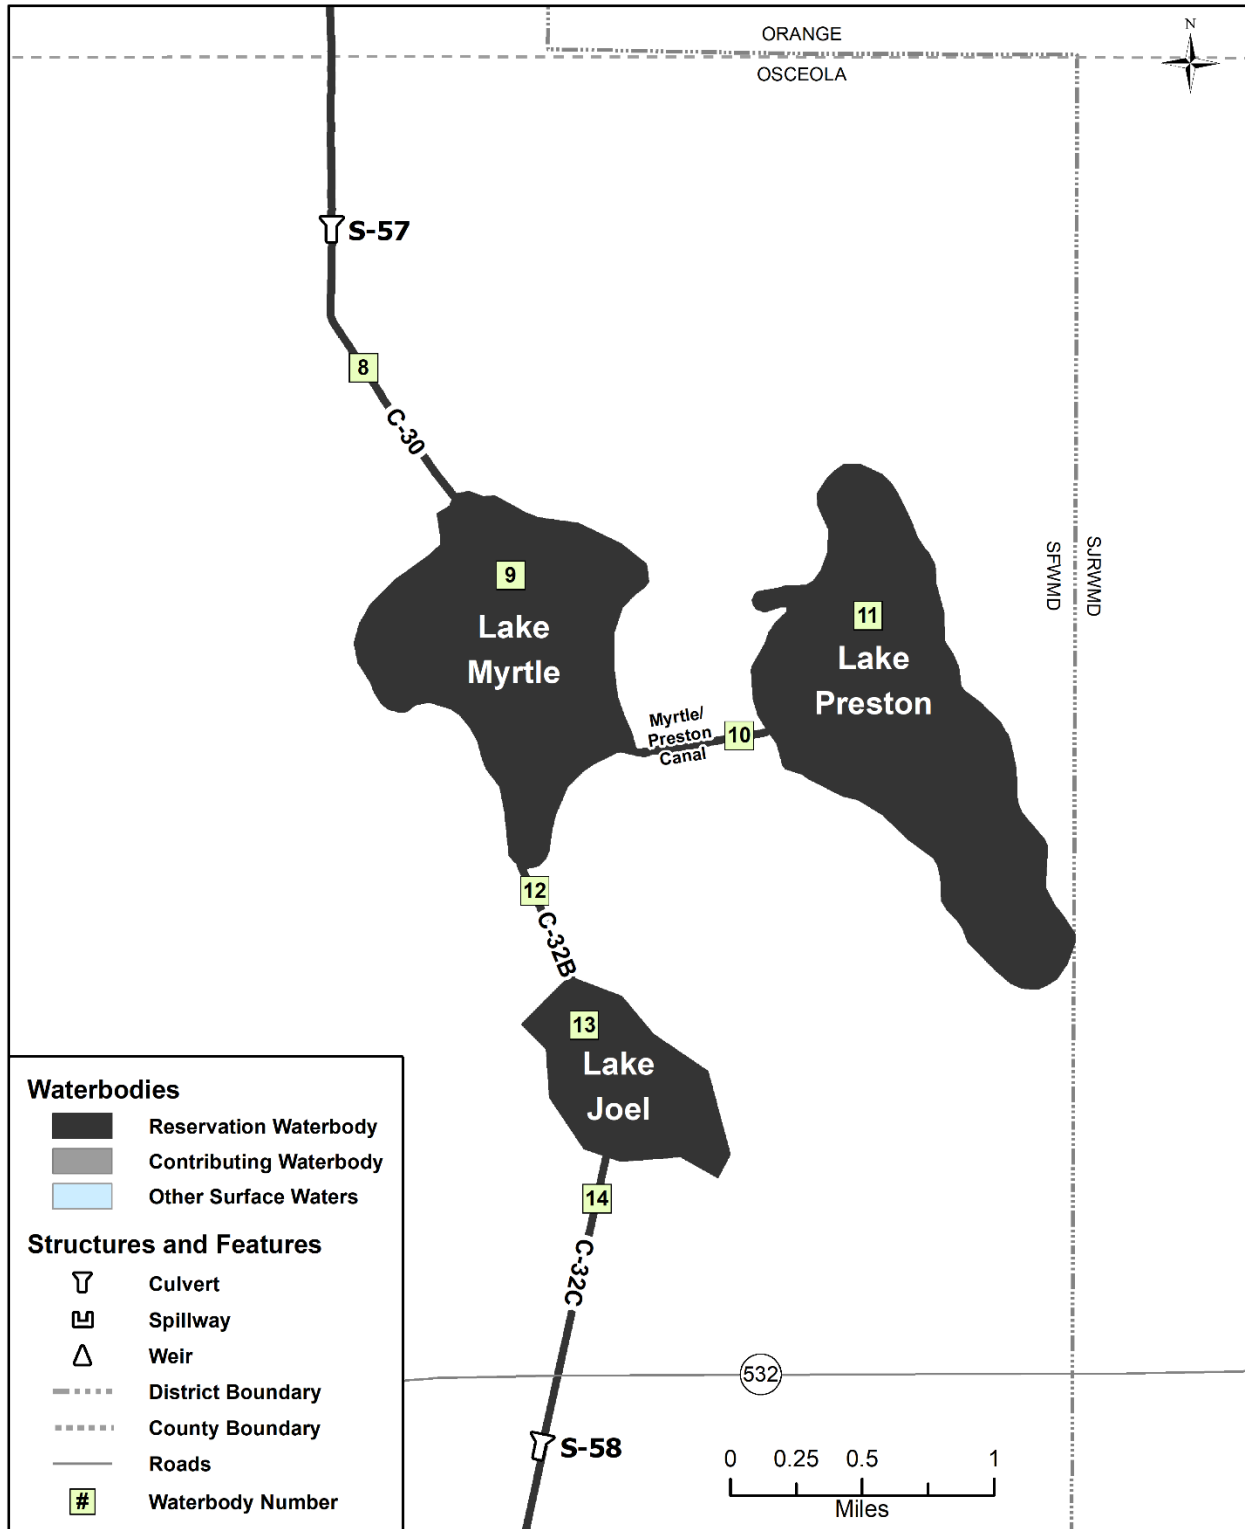 N
ORANGE
OSCEOLA
S-57
8
C-30
9
Lake
Myrtle
11
Lake
Preston
SFWMD
SJRWMD
Myrtle/
Preston
Canal
10
12
C-32B
13
Lake
Joel
14
C-32C
532
S-58
0 0.25 0.5 1
Miles
Waterbodies
Reservation Waterbody
Contributing Waterbody
Other Surface Waters
Structures and Features
Culvert
Spillway
Weir
District Boundary
County Boundary
Roads
# Waterbody Number